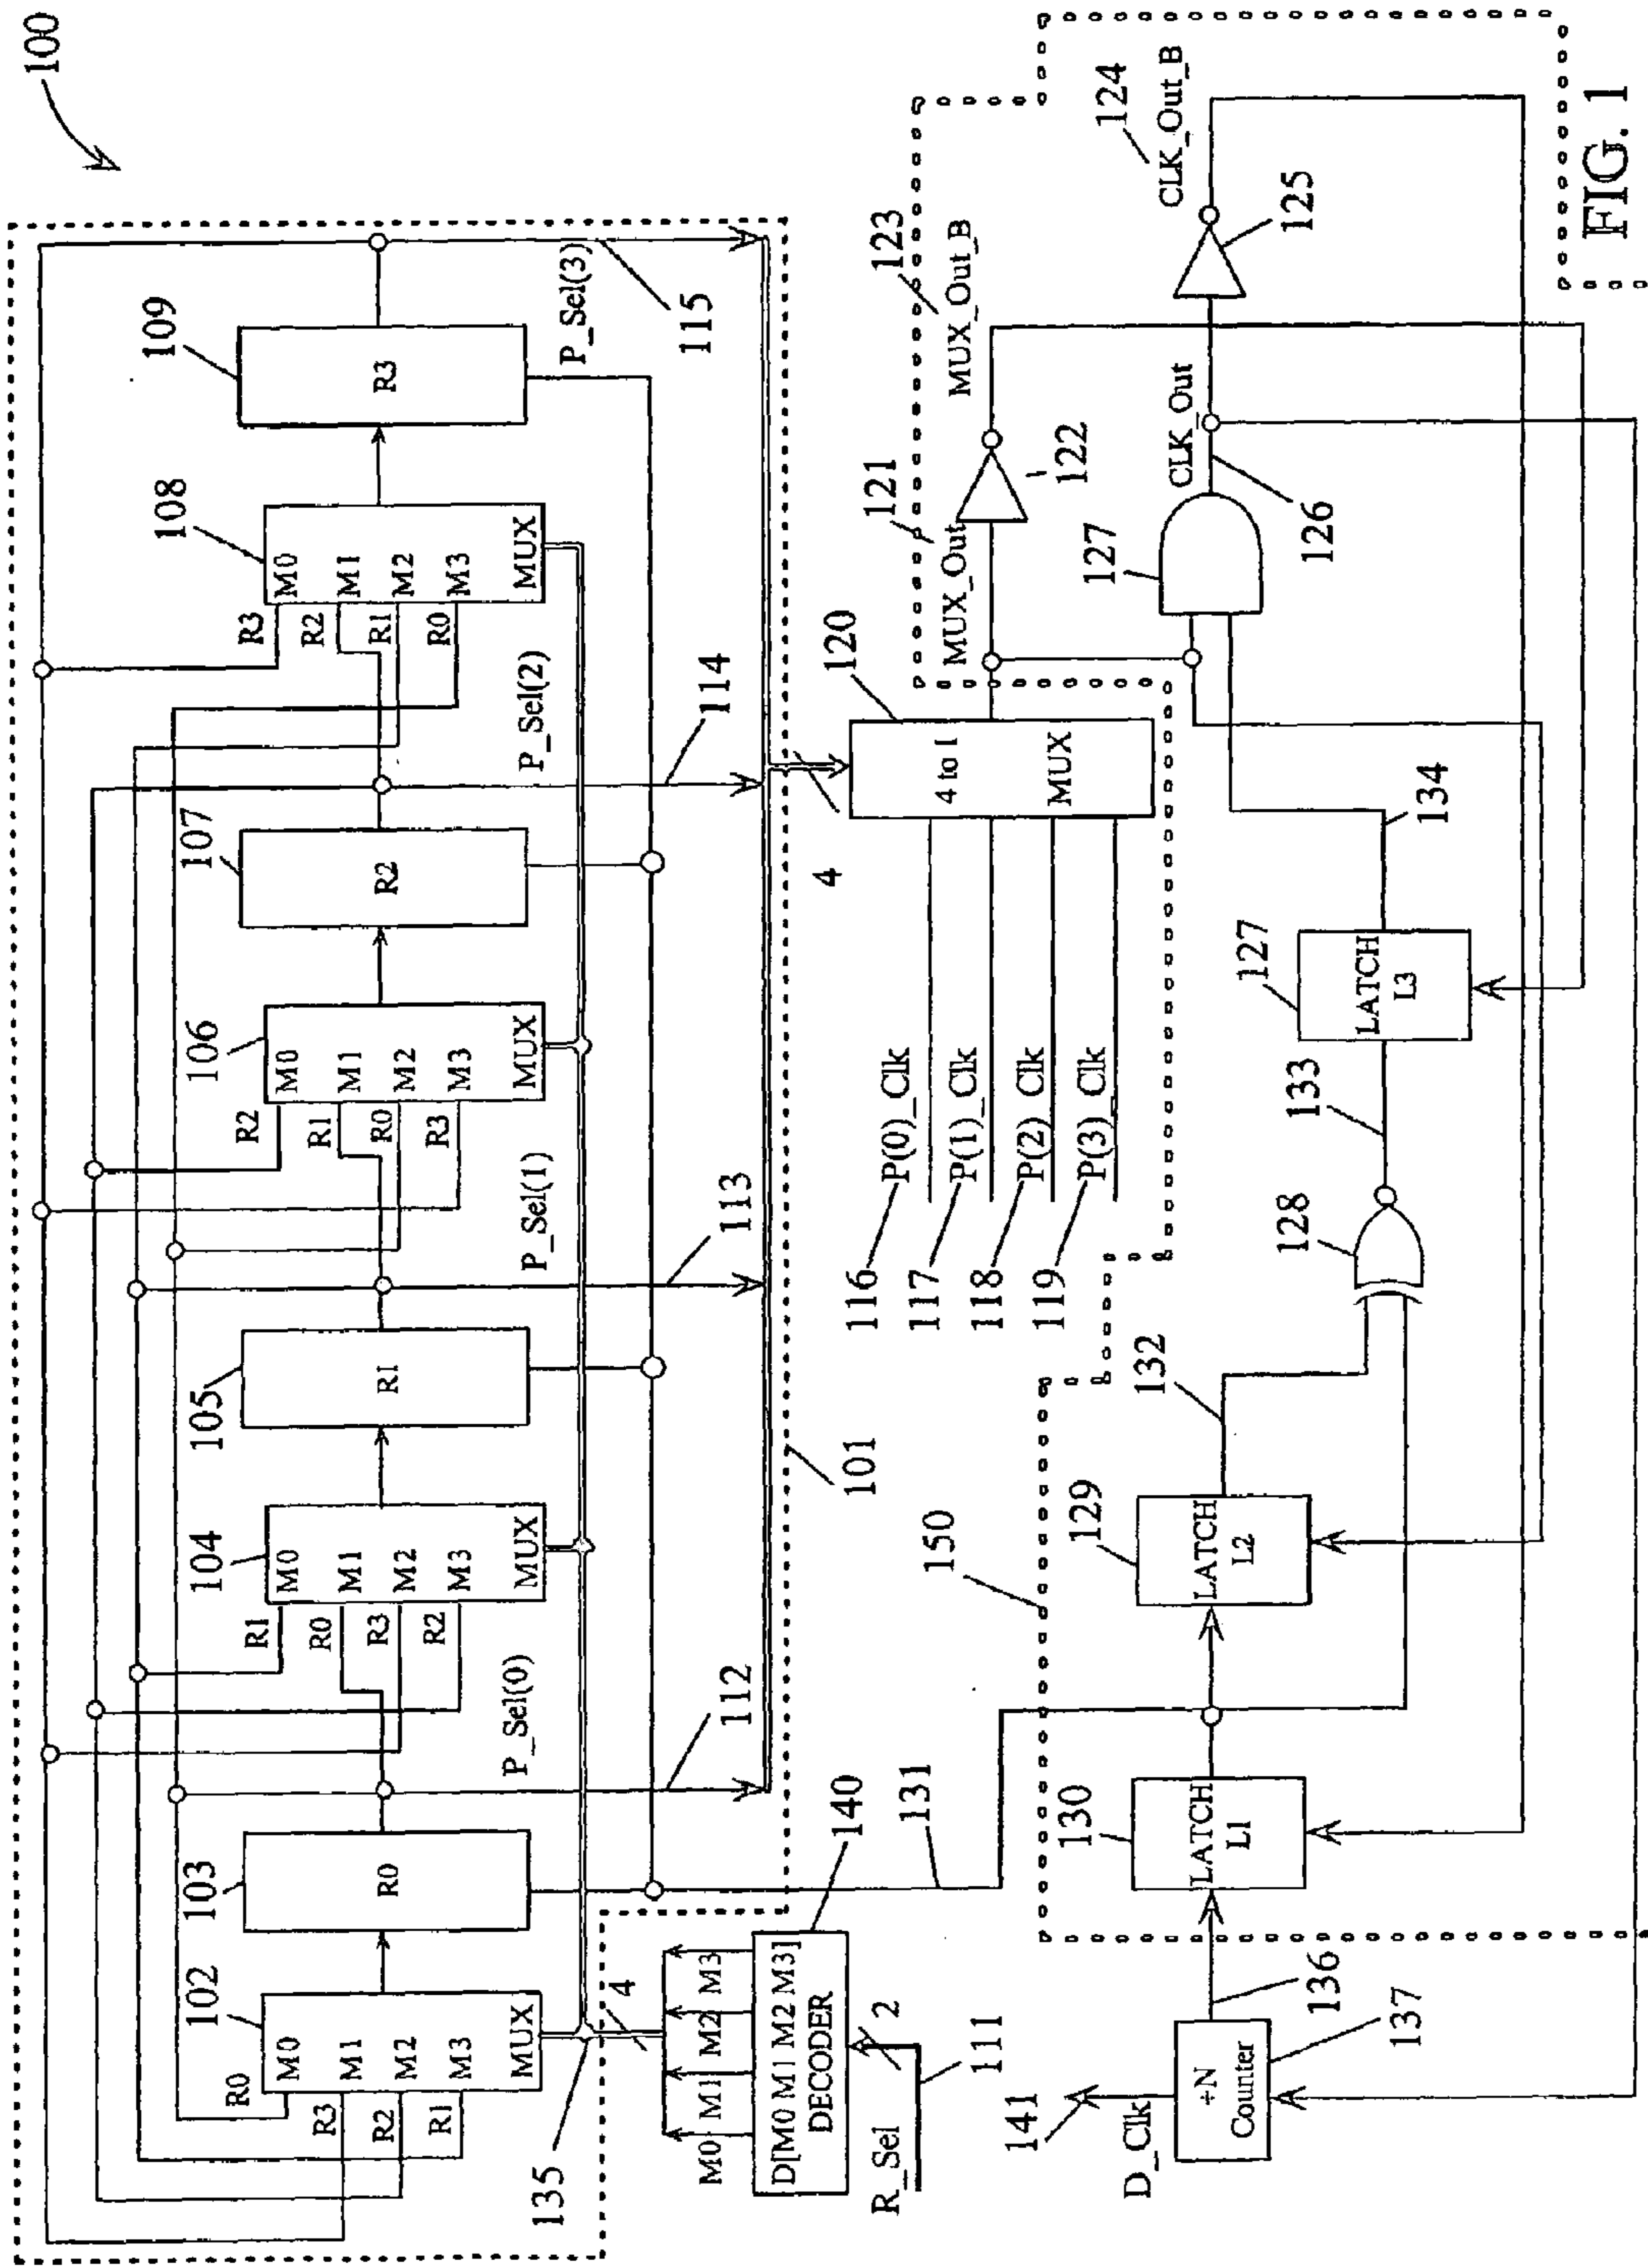 100
109
R3
P_Sel(3)
115
108
M0
M1
M2
M3
MUX
R3
R2
R1
R0
P_Sel(2)
114
107
R2
106
M0
M1
M2
M3
MUX
R2
R1
R0
R3
P_Sel(1)
113
105
R1
104
M0
M1
M2
M3
MUX
R1
R0
R3
R2
P_Sel(0)
112
103
R0
102
M0
M1
M2
M3
MUX
R0
R3
R2
R1
135
101
4
M0 M1 M2 M3
D[M0 M1 M2 M3]
DECODER
140
R_Sel
2
111
131
120
4 to 1
MUX
4
116
P(0)_Clk
117
P(1)_Clk
118
P(2)_Clk
119
P(3)_Clk
121
MUX_Out
122
123
MUX_Out_B
124
CLK_Out_B
125
CLK_Out
126
127
134
127
LATCH
L3
133
128
132
129
LATCH
L2
150
130
LATCH
L1
136
137
÷N
Counter
D_Clk
141
FIG. 1